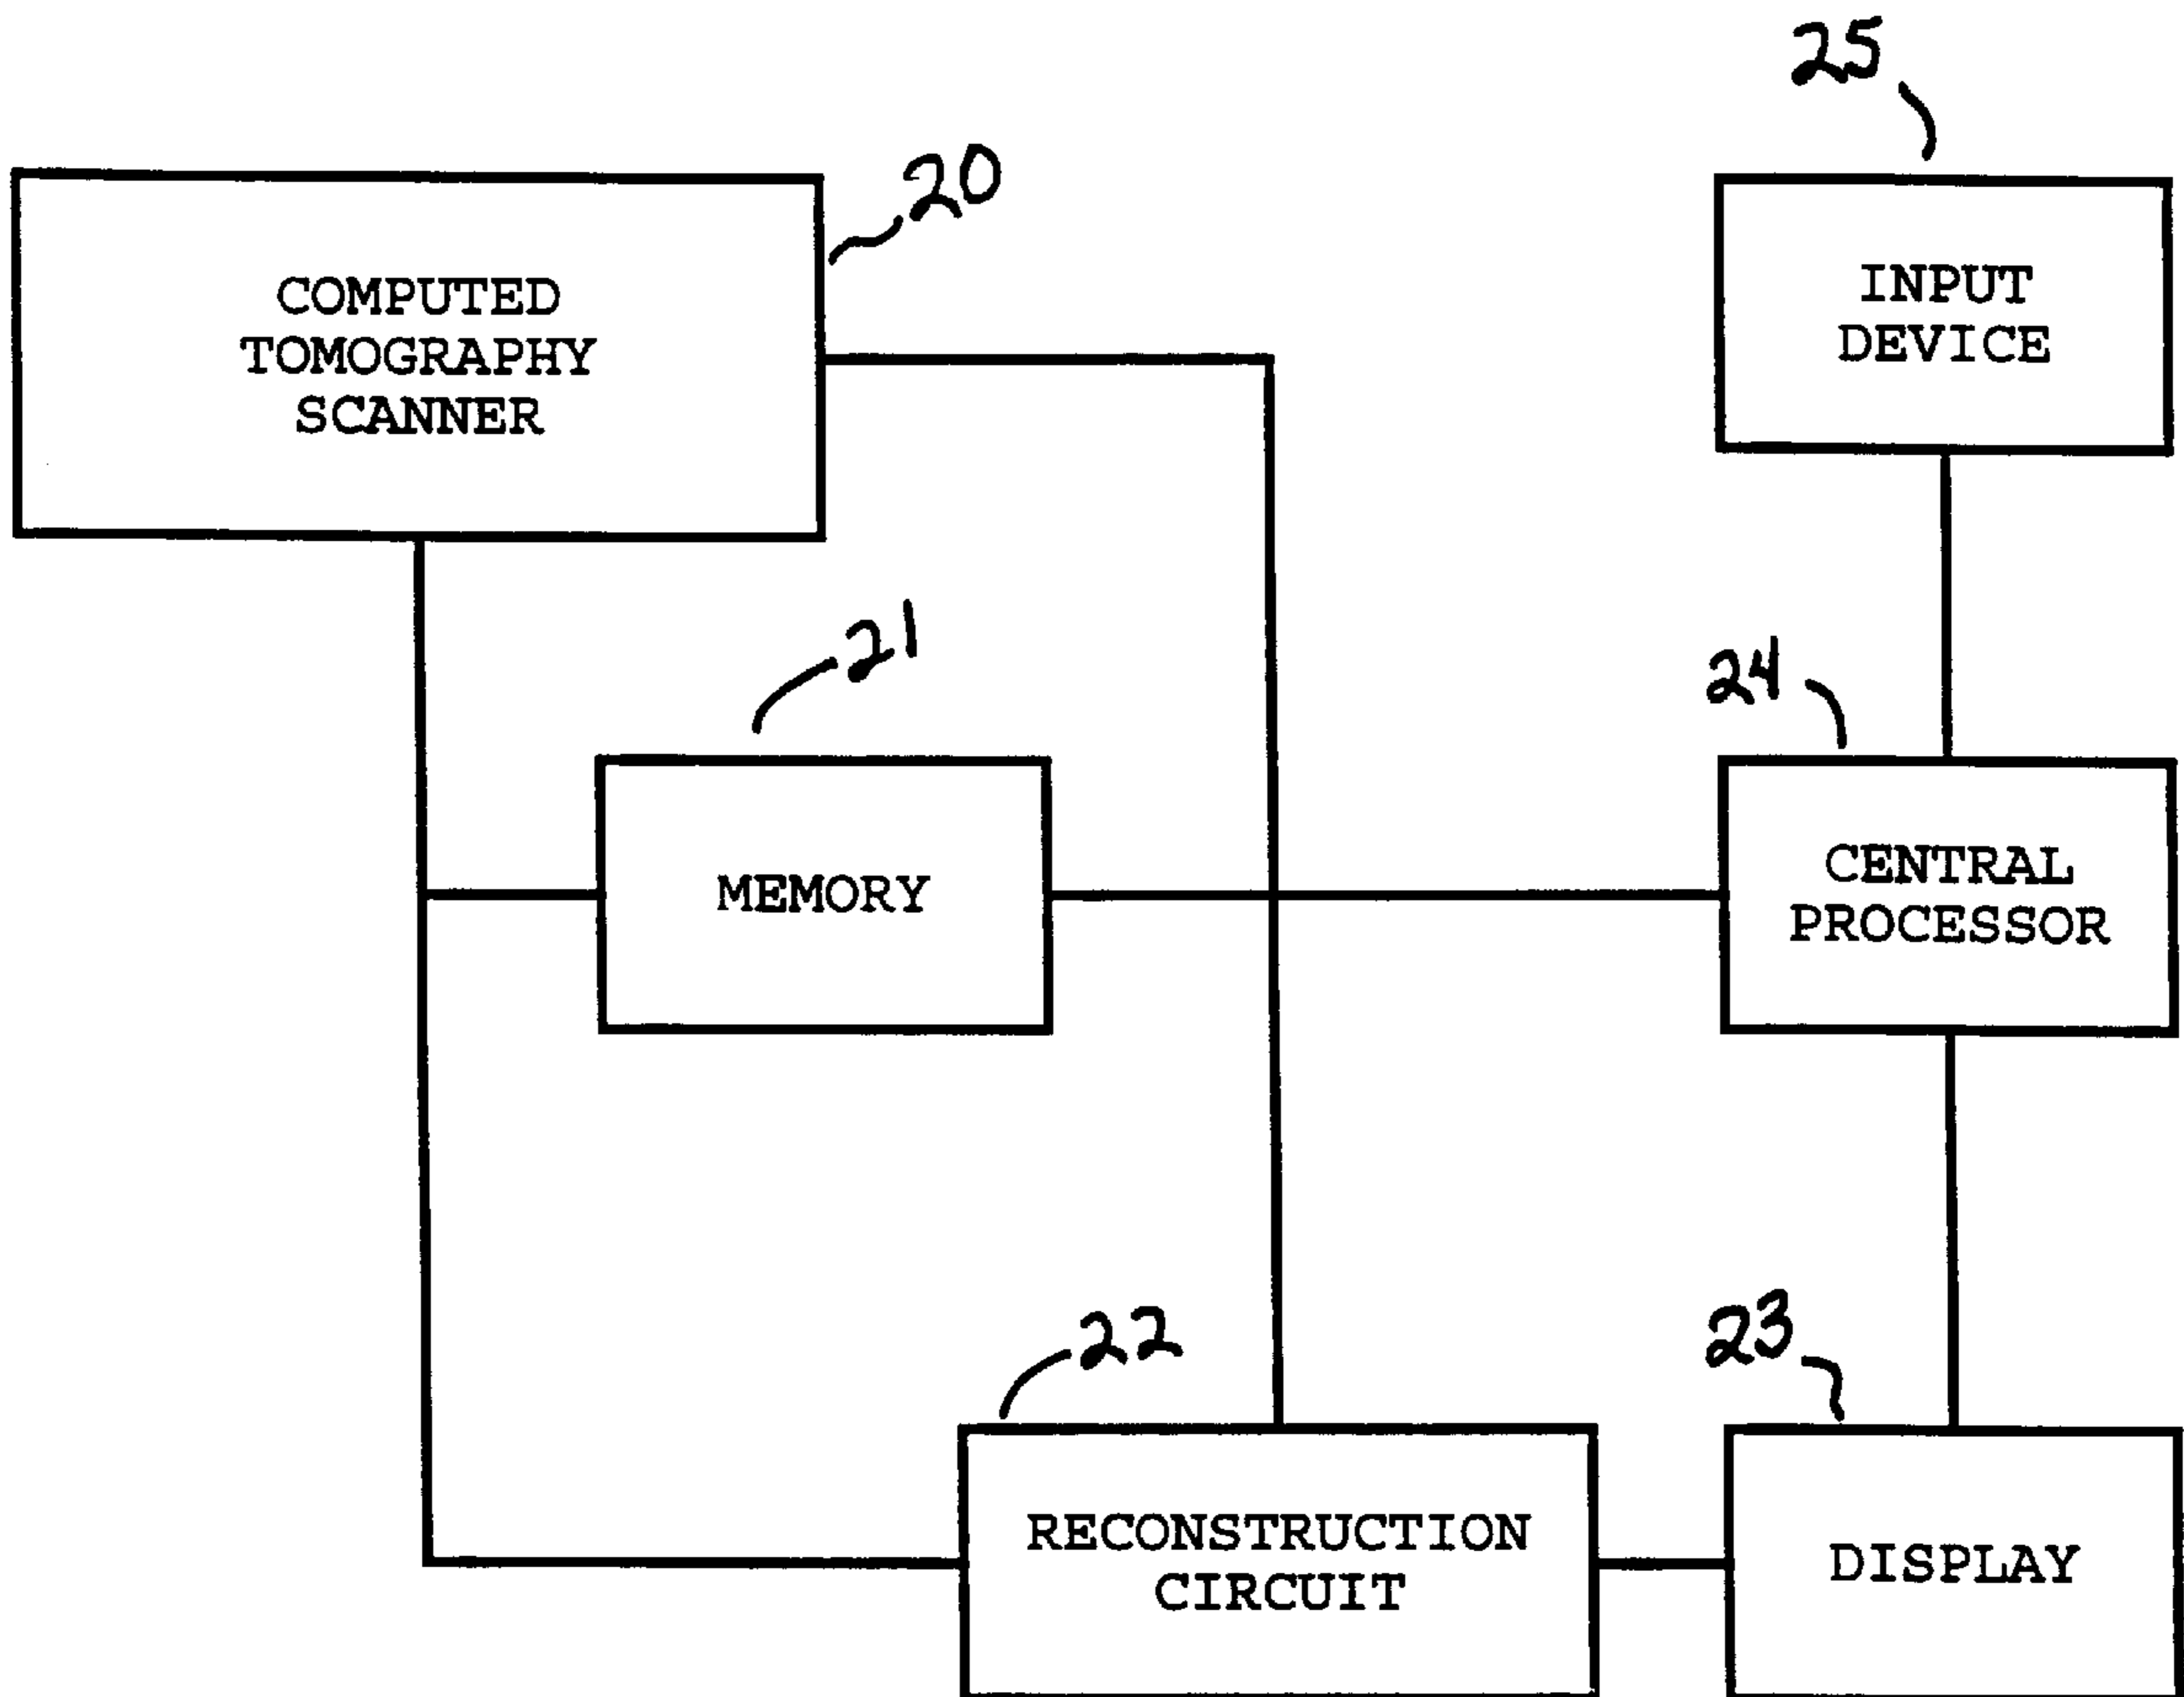 25
20
COMPUTED
TOMOGRAPHY
SCANNER
INPUT
DEVICE
21
24
MEMORY
CENTRAL
PROCESSOR
22
23
RECONSTRUCTION
CIRCUIT
DISPLAY